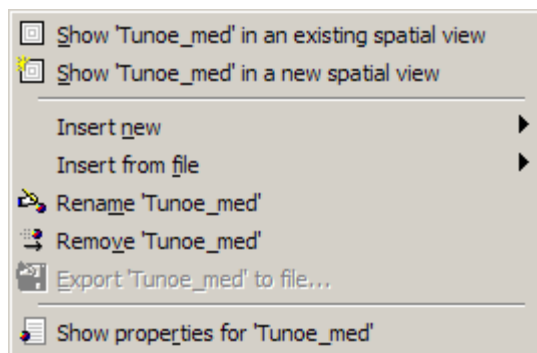 Show 'Tunoe_med' in an existing spatial view
Show 'Tunoe_med' in a new spatial view
Insert new
Insert from file
Rename 'Tunoe_med'
Remove 'Tunoe_med'
Export 'Tunoe_med' to file...
Show properties for 'Tunoe_med'